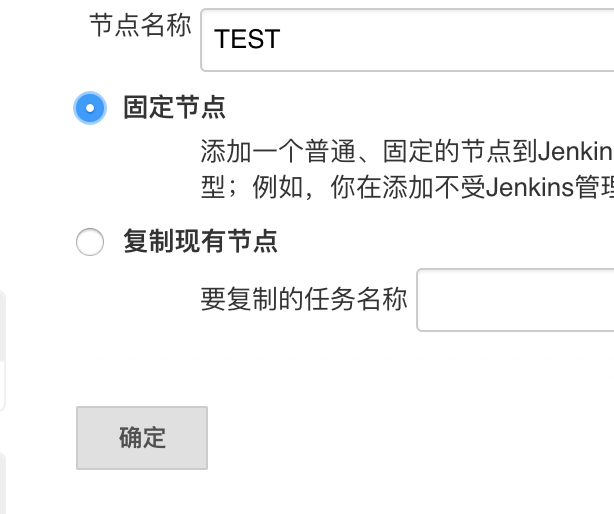 节点名称 TEST
固定节点
添加一个普通、固定的节点到Jenkin
型；例如，你在添加不受Jenkins管理
复制现有节点
要复制的任务名称
确定